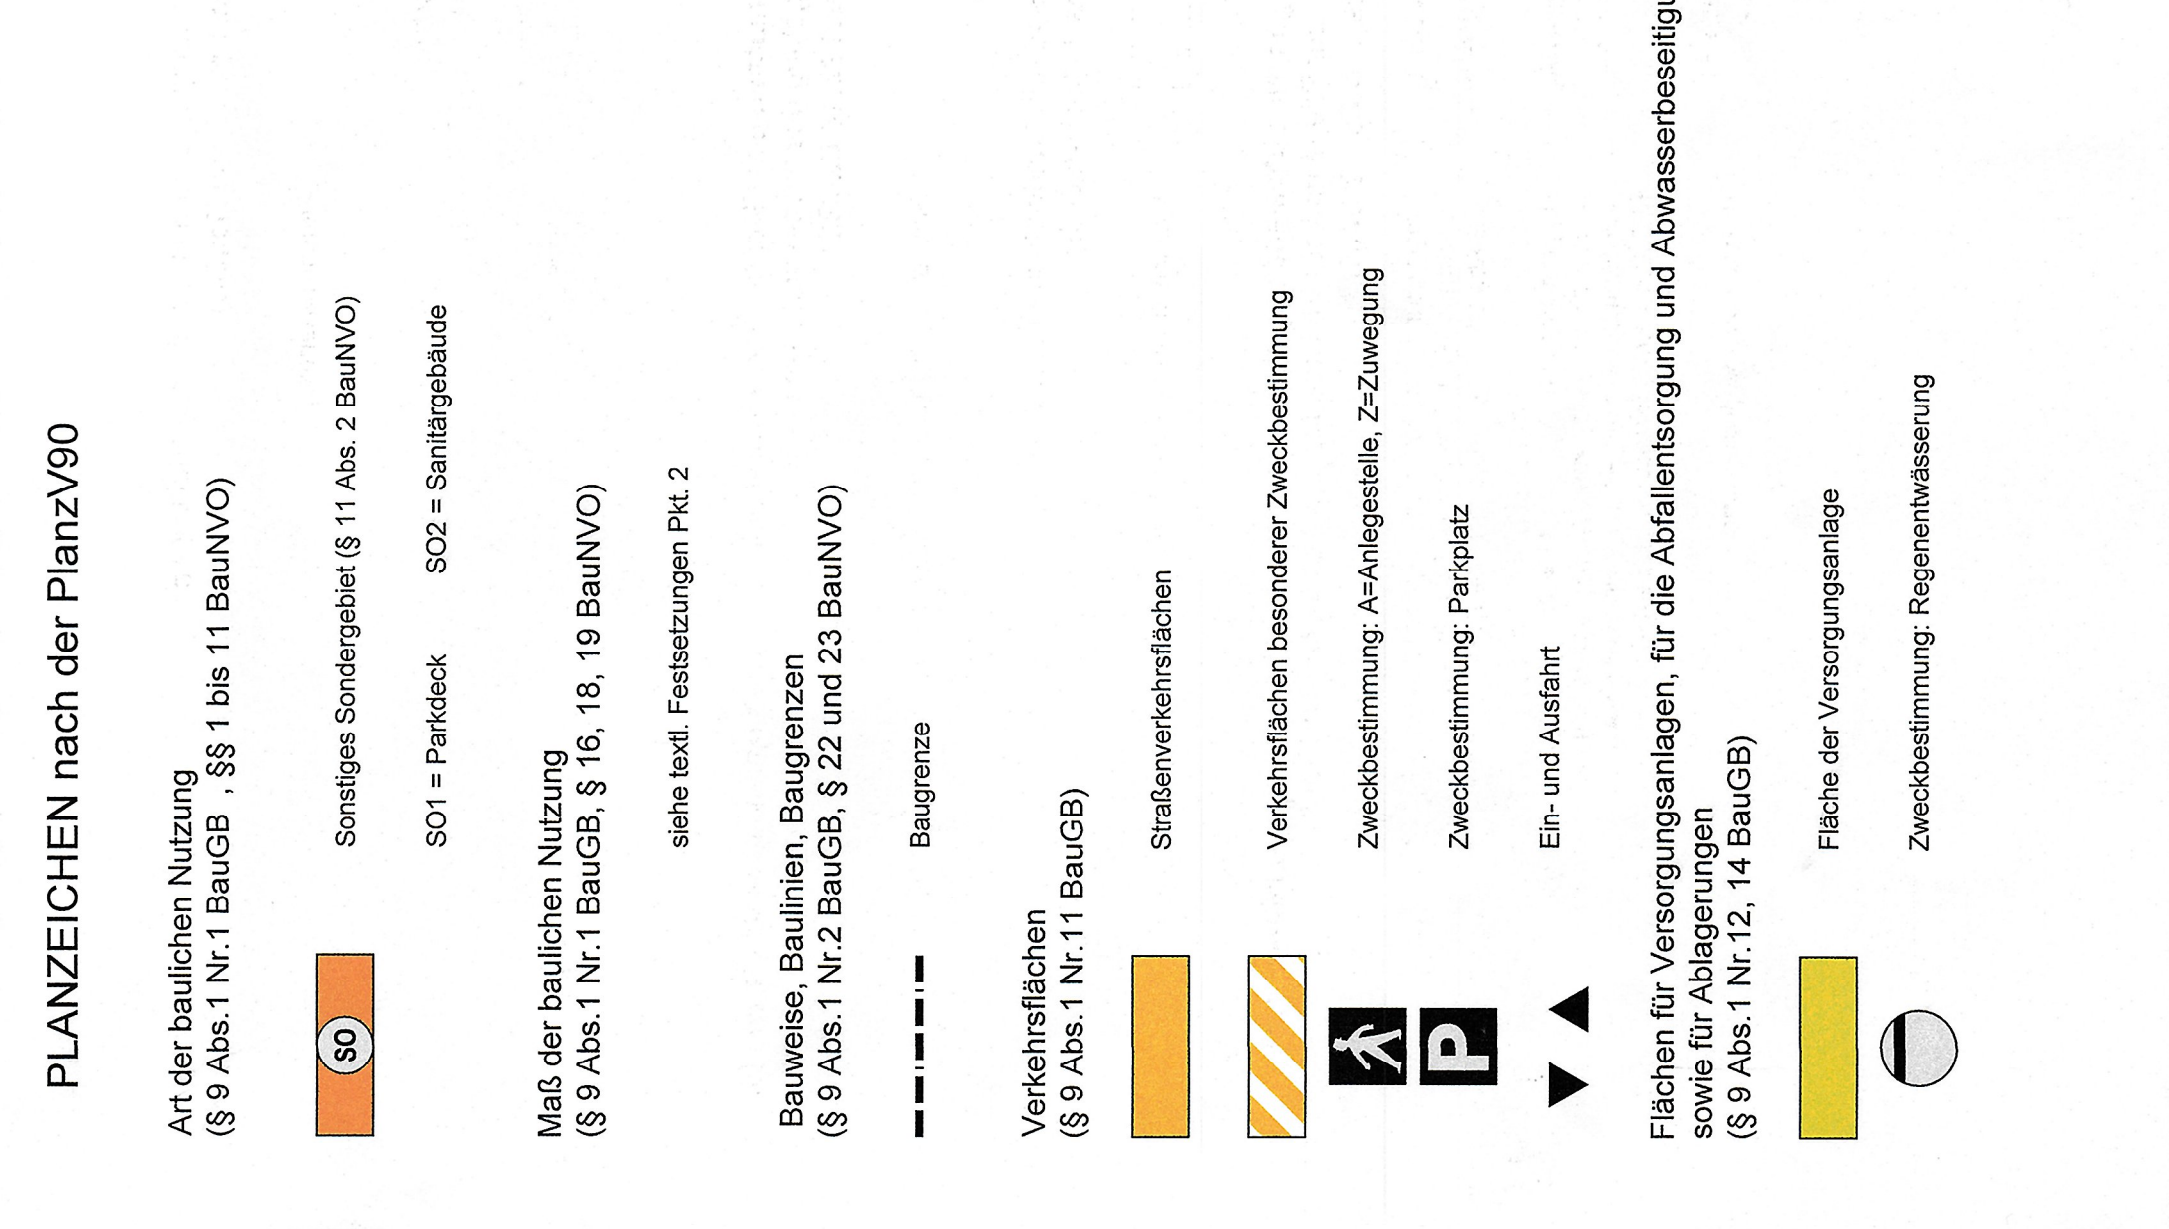 PLANZEICHEN nach der PlanzV90
Art der baulichen Nutzung
(§ 9 Abs.1 Nr.1 BauGB , §§ 1 bis 11 BauNVO)
SO Sonstiges Sondergebiet (§ 11 Abs. 2 BauNVO)
SO1 = Parkdeck SO2 = Sanitärgebäude
Maß der baulichen Nutzung
(§ 9 Abs.1 Nr.1 BauGB, § 16, 18, 19 BauNVO)
siehe textl. Festsetzungen Pkt. 2
Bauweise, Baulinien, Baugrenzen
(§ 9 Abs.1 Nr.2 BauGB, § 22 und 23 BauNVO)
Baugrenze
Verkehrsflächen
(§ 9 Abs.1 Nr.11 BauGB)
Straßenverkehrsflächen
Verkehrsflächen besonderer Zweckbestimmung
Zweckbestimmung: A=Anlegestelle, Z=Zuwegung
P Zweckbestimmung: Parkplatz
Ein- und Ausfahrt
Flächen für Versorgungsanlagen, für die Abfallentsorgung und Abwasserbeseitigu
sowie für Ablagerungen
(§ 9 Abs.1 Nr.12, 14 BauGB)
Fläche der Versorgungsanlage
Zweckbestimmung: Regenentwässerung